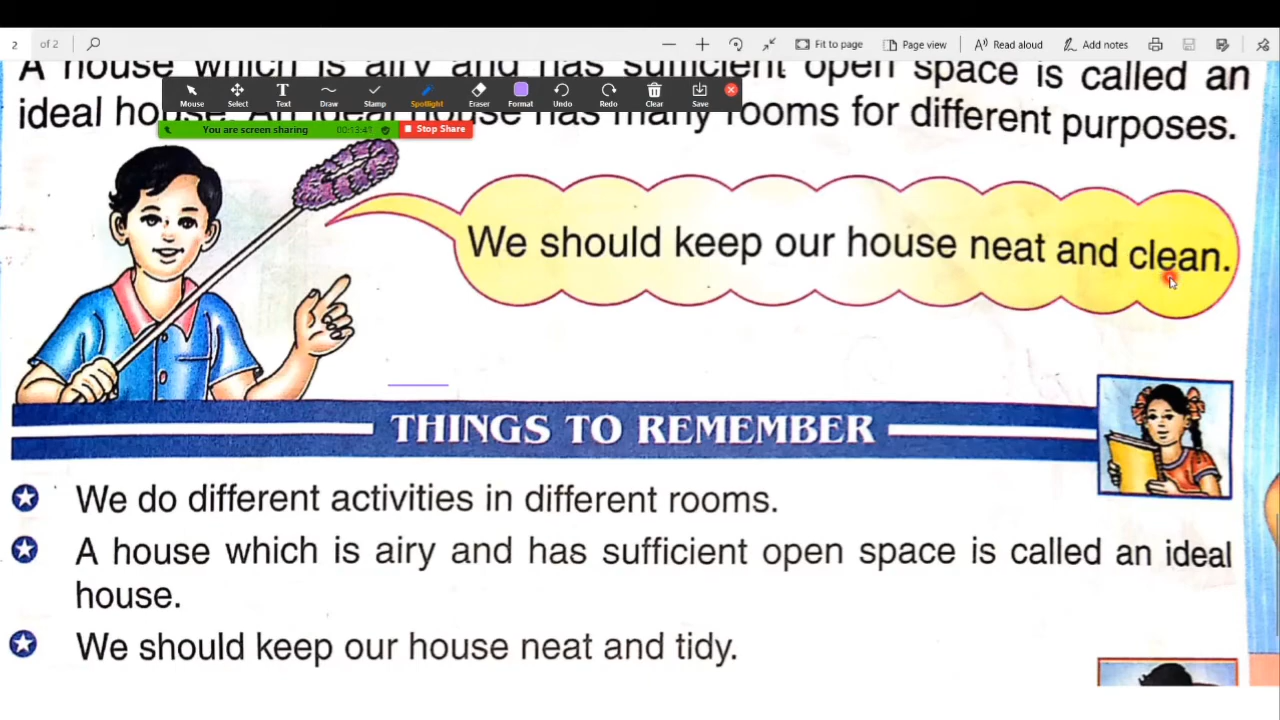 2 of 2 Fit to page Page view Read aloud Add notes
A house which is airy and has sufficient open space is called an
Mouse Select Text Draw Stamp Spotlight Eraser Format Undo Redo Clear Save
ideal house. An ideal house has many rooms for different purposes.
You are screen sharing 00:13:41 Stop Share
We should keep our house neat and clean.
THINGS TO REMEMBER
We do different activities in different rooms.
A house which is airy and has sufficient open space is called an ideal
house.
We should keep our house neat and tidy.